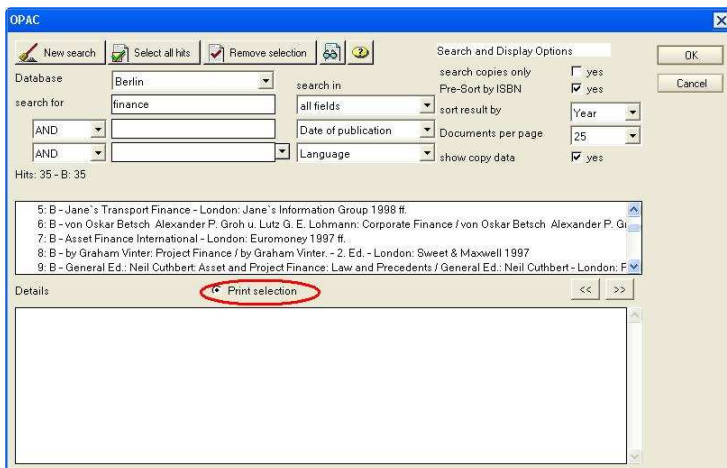 OPAC
New search Select all hits Remove selection Search and Display Options OK
Database Berlin search in search copies only yes Cancel
Pre-Sort by ISBN yes
search for finance all fields sort result by Year
AND Date of publication Documents per page 25
AND Language show copy data yes
Hits: 35 - B: 35
5: B - Jane`s Transport Finance - London: Jane`s Information Group 1998 ff.
6: B - von Oskar Betsch Alexander P. Groh u. Lutz G. E. Lohmann: Corporate Finance / von Oskar Betsch Alexander P. Gr
7: B - Asset Finance International - London: Euromoney 1997 ff.
8: B - by Graham Vinter: Project Finance / by Graham Vinter. - 2. Ed. - London: Sweet & Maxwell 1997
9: B - General Ed.: Neil Cuthbert: Asset and Project Finance: Law and Precedents / General Ed.: Neil Cuthbert - London: F
Details Print selection << >>